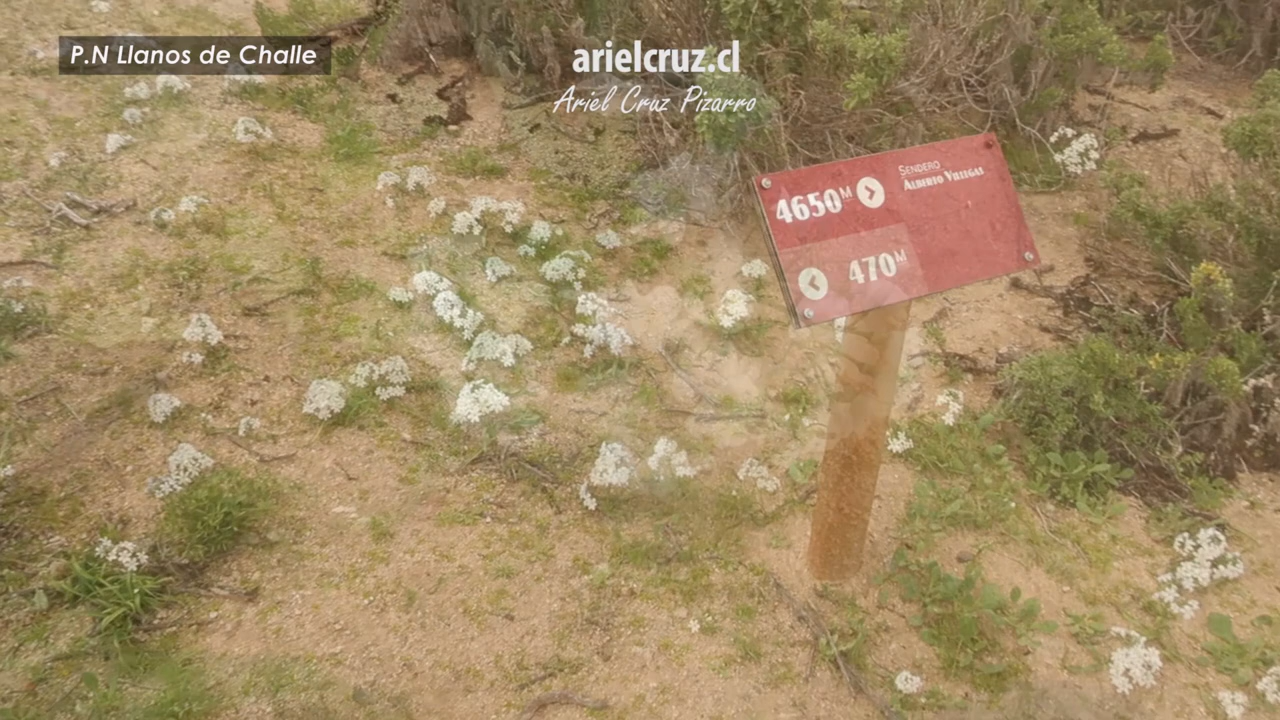 P.N Llanos de Challe
arielcruz.cl
Ariel Cruz Pizarro
SENDERO
ALBERTO VILLEGAS
4650M
470M